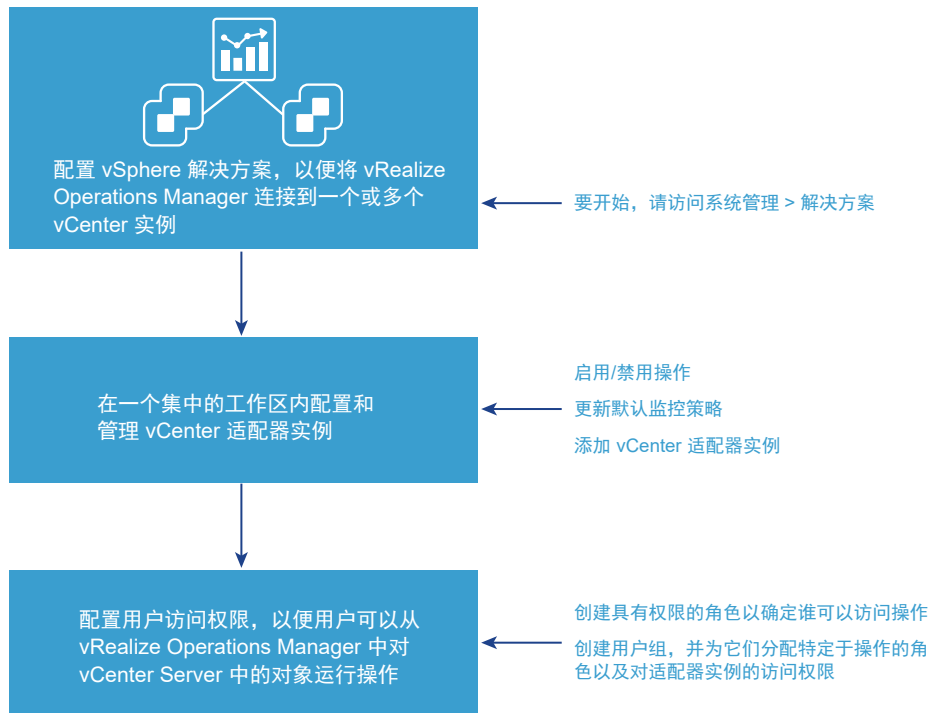 配置 vSphere 解决方案，以便将 vRealize
Operations Manager 连接到一个或多个
vCenter 实例
要开始，请访问系统管理 > 解决方案
在一个集中的工作区内配置和
管理 vCenter 适配器实例
启用/禁用操作
更新默认监控策略
添加 vCenter 适配器实例
配置用户访问权限，以便用户可以从
vRealize Operations Manager 中对
vCenter Server 中的对象运行操作
创建具有权限的角色以确定谁可以访问操作
创建用户组，并为它们分配特定于操作的角
色以及对适配器实例的访问权限